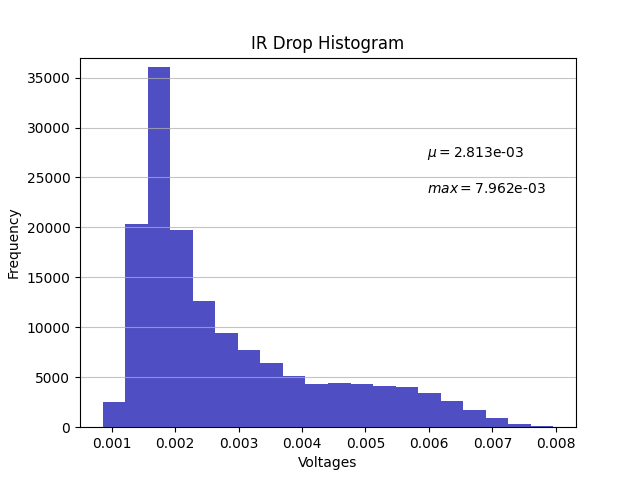 IR Drop Histogram
35000
30000
25000
20000
15000
10000
5000
0
Frequency
μ = 2.813e-03
max = 7.962e-03
0.001 0.002 0.003 0.004 0.005 0.006 0.007 0.008
Voltages